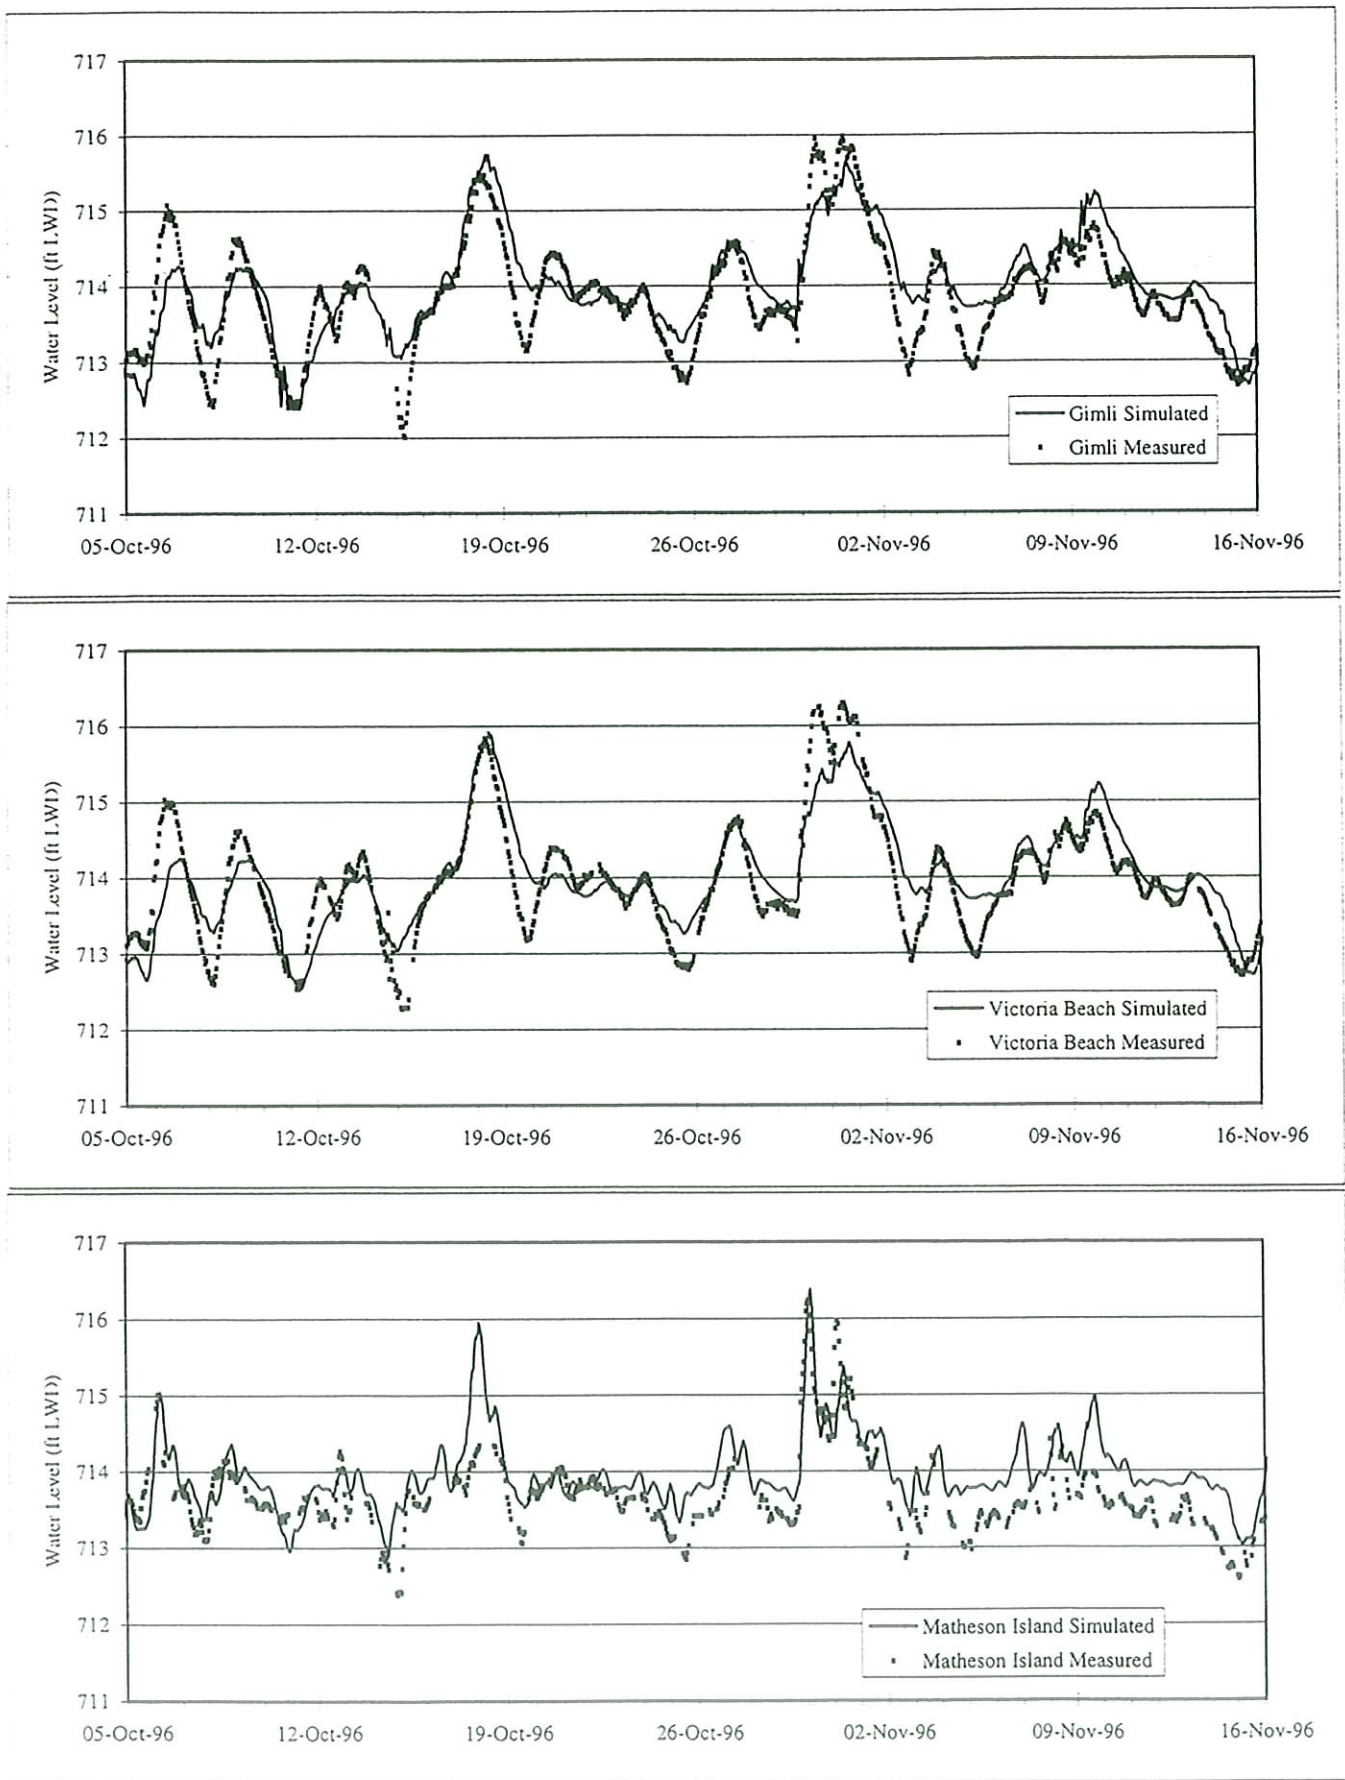 717
716
715
714
713
712
711
Water Level (ft LWD)
05-Oct-96 12-Oct-96 19-Oct-96 26-Oct-96 02-Nov-96 09-Nov-96 16-Nov-96
Gimli Simulated
Gimli Measured
717
716
715
714
713
712
711
Water Level (ft LWD)
05-Oct-96 12-Oct-96 19-Oct-96 26-Oct-96 02-Nov-96 09-Nov-96 16-Nov-96
Victoria Beach Simulated
Victoria Beach Measured
717
716
715
714
713
712
711
Water Level (ft LWD)
05-Oct-96 12-Oct-96 19-Oct-96 26-Oct-96 02-Nov-96 09-Nov-96 16-Nov-96
Matheson Island Simulated
Matheson Island Measured